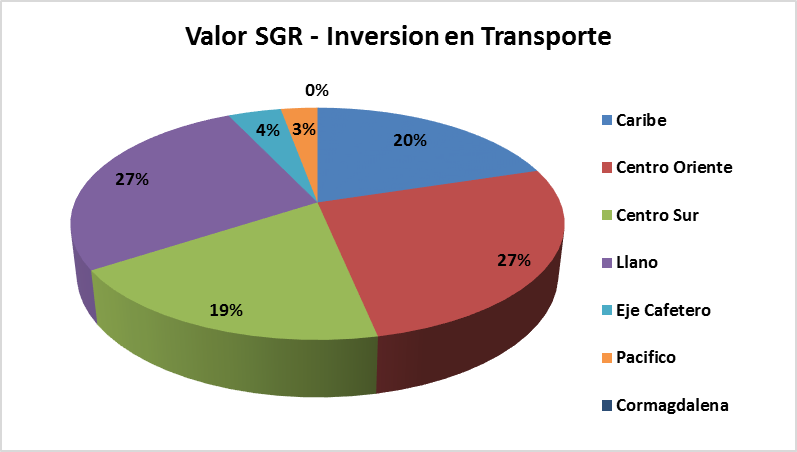 Valor SGR - Inversion en Transporte
0%
4%
3%
20%
27%
27%
19%
Caribe
Centro Oriente
Centro Sur
Llano
Eje Cafetero
Pacifico
Cormagdalena